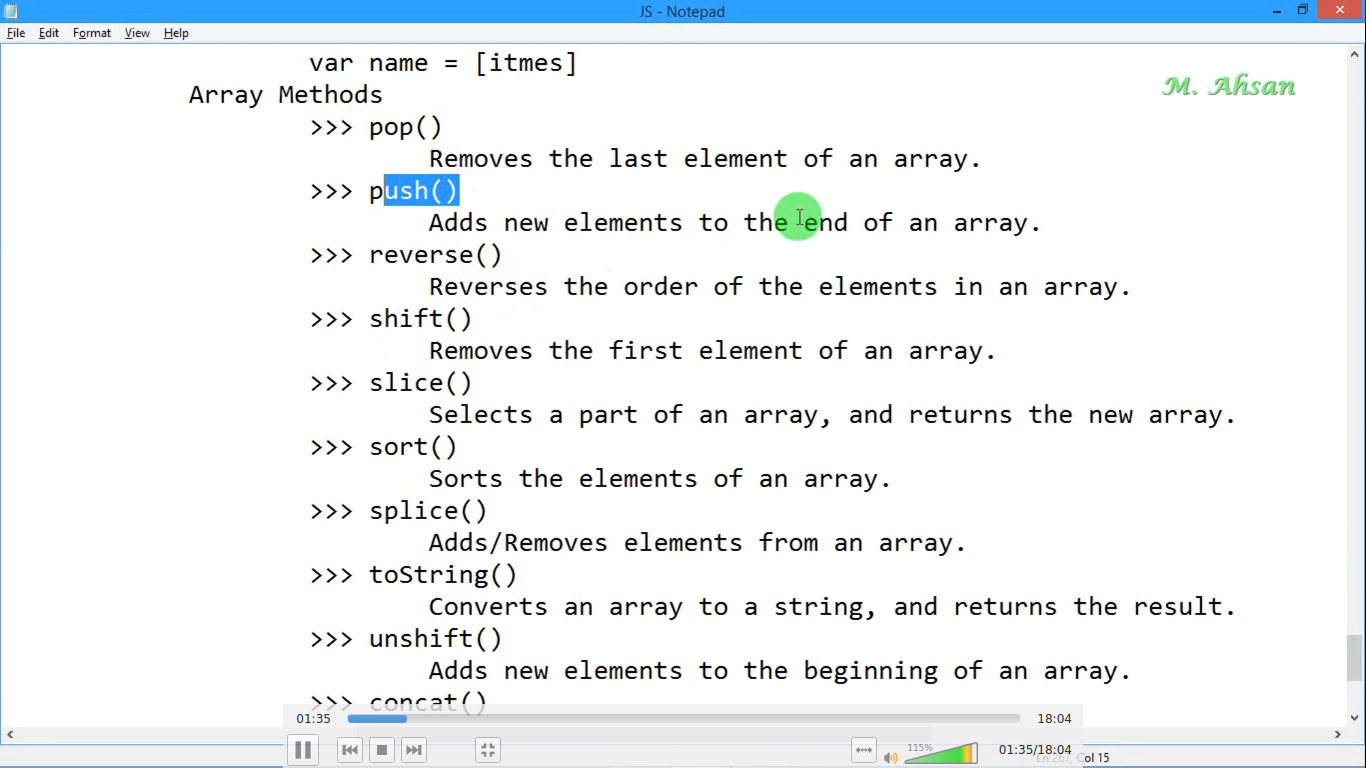 JS - Notepad
File Edit Format View Help
var name = [itmes]
M. Ahsan
Array Methods
>>> pop()
Removes the last element of an array.
>>> push()
Adds new elements to the end of an array.
>>> reverse()
Reverses the order of the elements in an array.
>>> shift()
Removes the first element of an array.
>>> slice()
Selects a part of an array, and returns the new array.
>>> sort()
Sorts the elements of an array.
>>> splice()
Adds/Removes elements from an array.
>>> toString()
Converts an array to a string, and returns the result.
>>> unshift()
Adds new elements to the beginning of an array.
>>> concat()
01:35 18:04
115% 01:35/18:04
Ln 267, Col 15